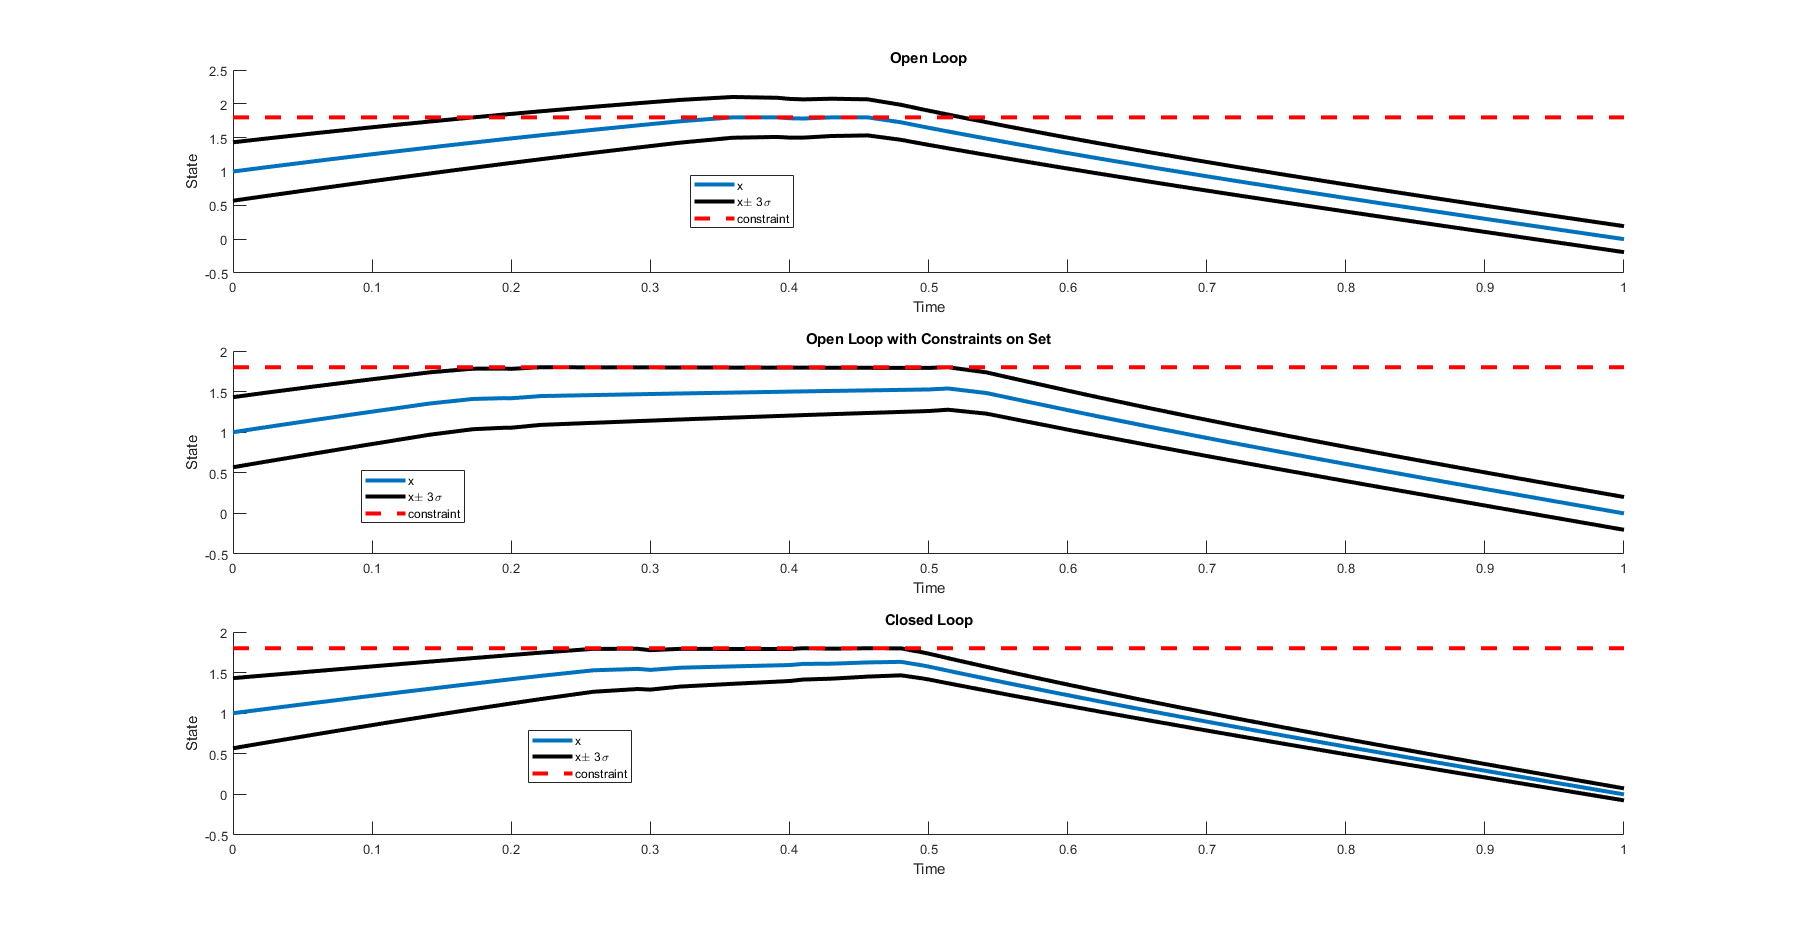 Open Loop
2.5
2
1.5
1
0.5
0
-0.5
State
x
x± 3σ
constraint
0 0.1 0.2 0.3 0.4 0.5 0.6 0.7 0.8 0.9 1
Time
Open Loop with Constraints on Set
2
1.5
1
0.5
0
-0.5
State
x
x± 3σ
constraint
0 0.1 0.2 0.3 0.4 0.5 0.6 0.7 0.8 0.9 1
Time
Closed Loop
2
1.5
1
0.5
0
-0.5
State
x
x± 3σ
constraint
0 0.1 0.2 0.3 0.4 0.5 0.6 0.7 0.8 0.9 1
Time